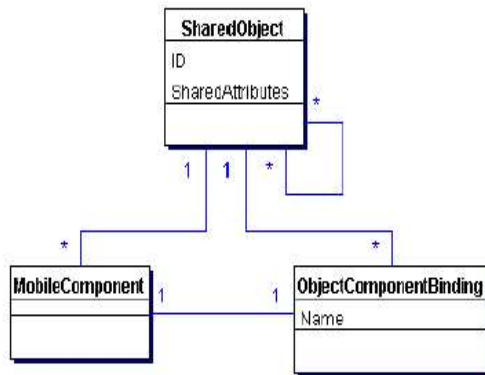 SharedObject
ID
SharedAttributes
*
1 1 *
* *
MobileComponent
1 1
ObjectComponentBinding
Name